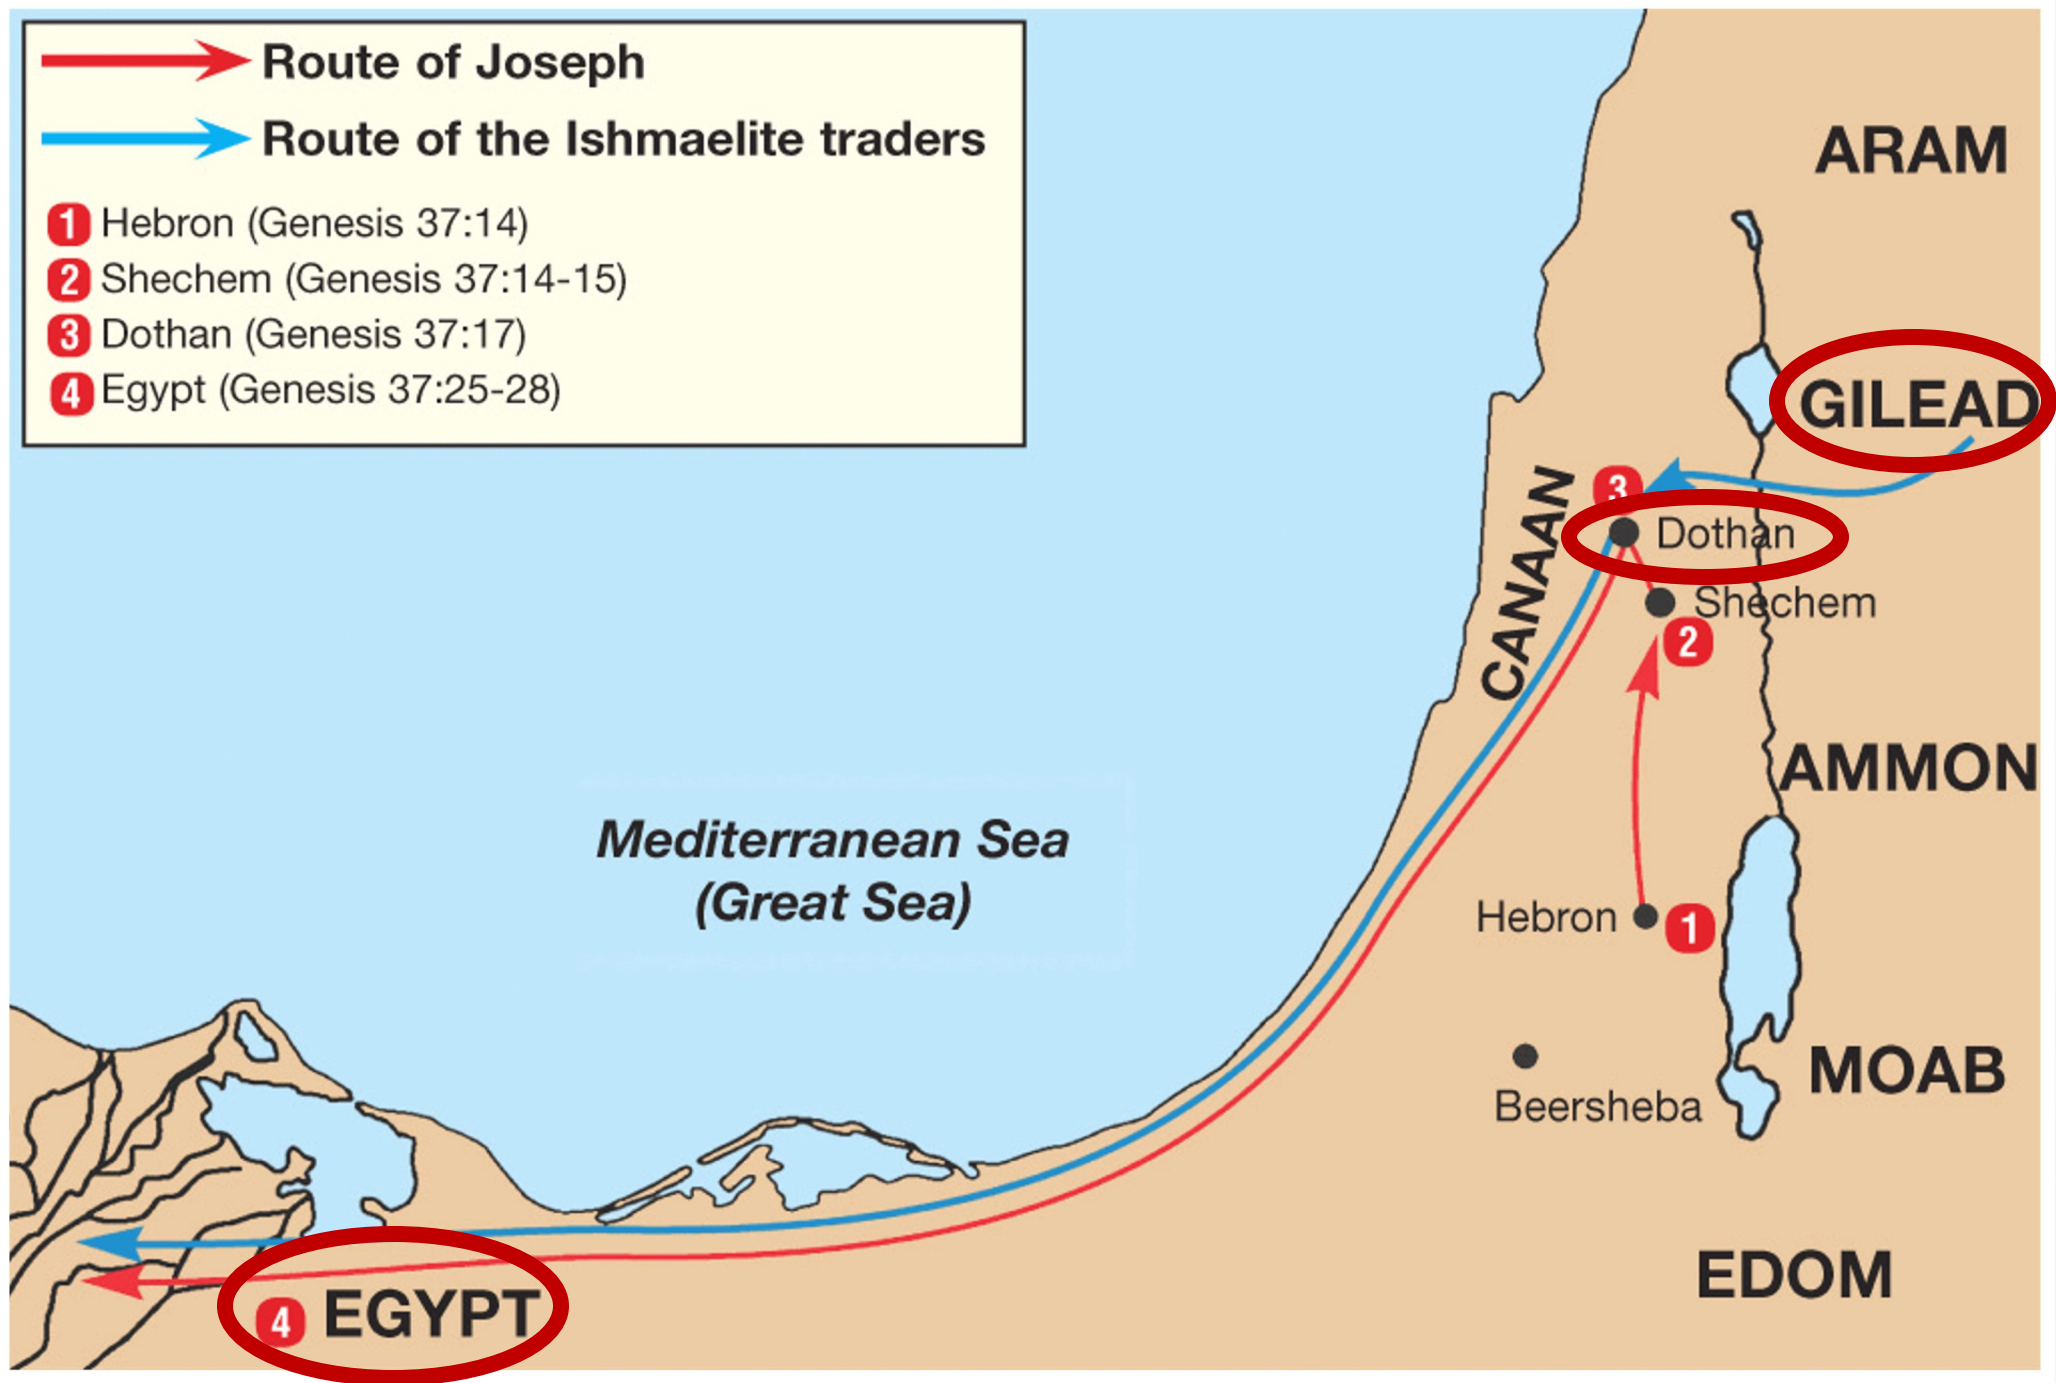 Route of Joseph
Route of the Ishmaelite traders
1 Hebron (Genesis 37:14)
2 Shechem (Genesis 37:14-15)
3 Dothan (Genesis 37:17)
4 Egypt (Genesis 37:25-28)
ARAM
GILEAD
CANAAN
3
Dothan
Shechem
2
AMMON
Mediterranean Sea
(Great Sea)
Hebron 1
MOAB
Beersheba
EDOM
4 EGYPT